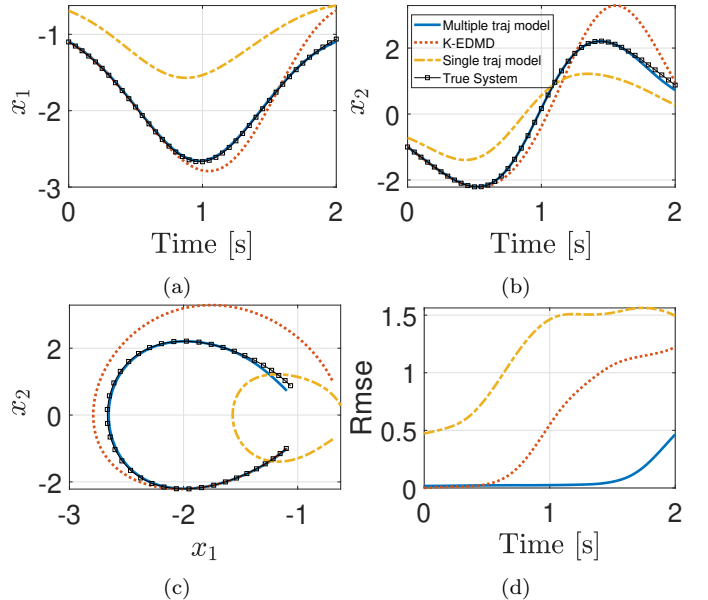 -1
-2
-3
x1
0
1
2
Time [s]
(a)
2
0
-2
x2
0
1
2
Time [s]
(b)
Multiple traj model
K-EDMD
Single traj model
True System
2
0
-2
x2
-3
-2
-1
x1
(c)
1.5
1
0.5
0
Rmse
0
1
2
Time [s]
(d)